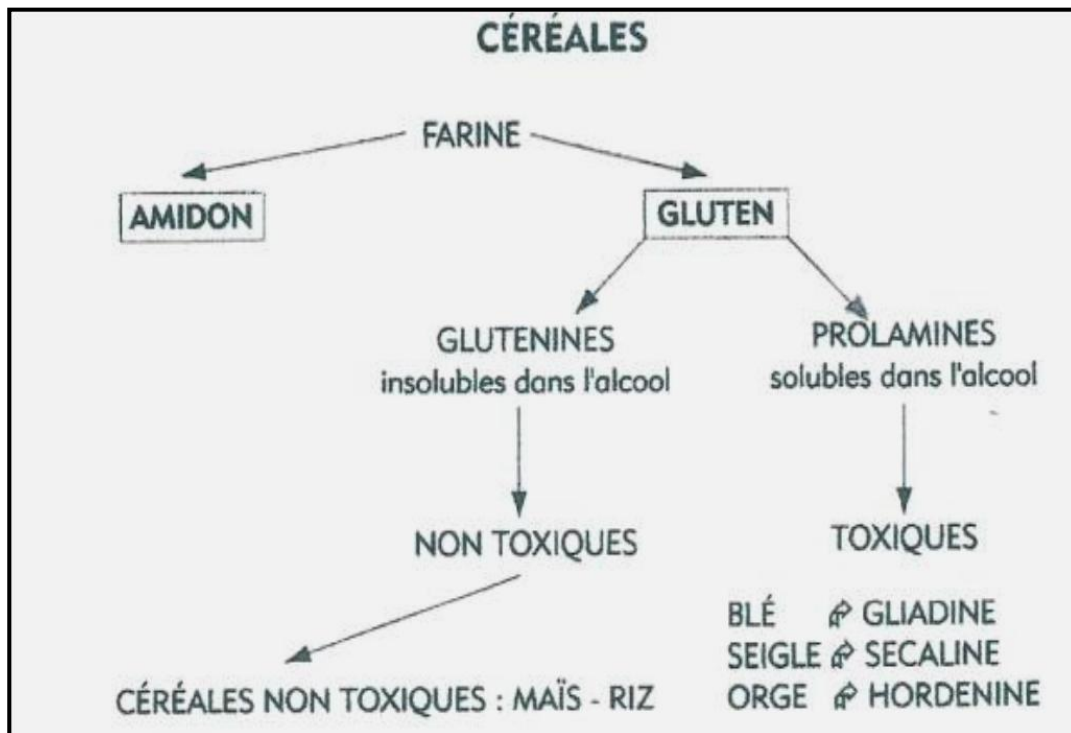 CÉRÉALES
FARINE
AMIDON
GLUTEN
GLUTENINES
insolubles dans l'alcool
PROLAMINES
solubles dans l'alcool
NON TOXIQUES
TOXIQUES
CÉRÉALES NON TOXIQUES : MAÏS - RIZ
BLÉ GLIADINE
SEIGLE SECALINE
ORGE HORDENINE